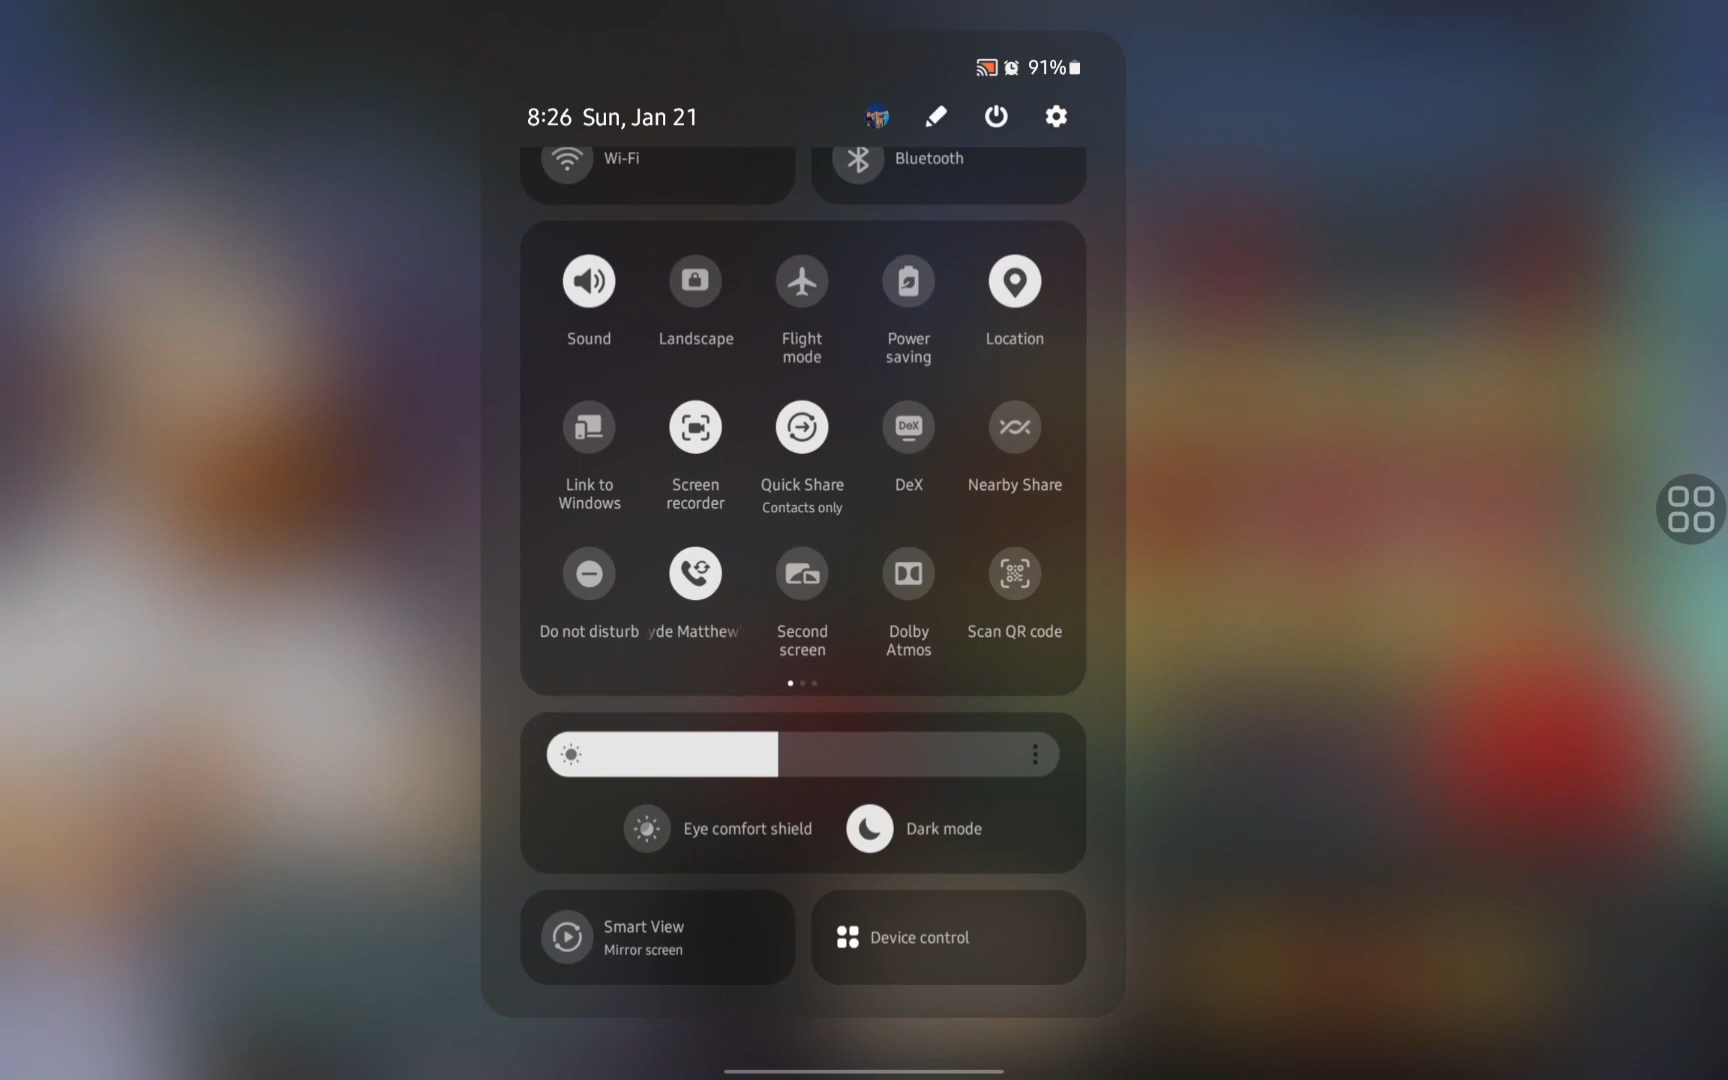 91%
8:26 Sun, Jan 21
Wi-Fi
Bluetooth
Sound
Landscape
Flight
mode
Power
saving
Location
Link to
Windows
Screen
recorder
Quick Share
Contacts only
DeX
DeX
Nearby Share
Do not disturb
yde Matthew'
Second
screen
Dolby
Atmos
Scan QR code
Eye comfort shield
Dark mode
Smart View
Mirror screen
Device control